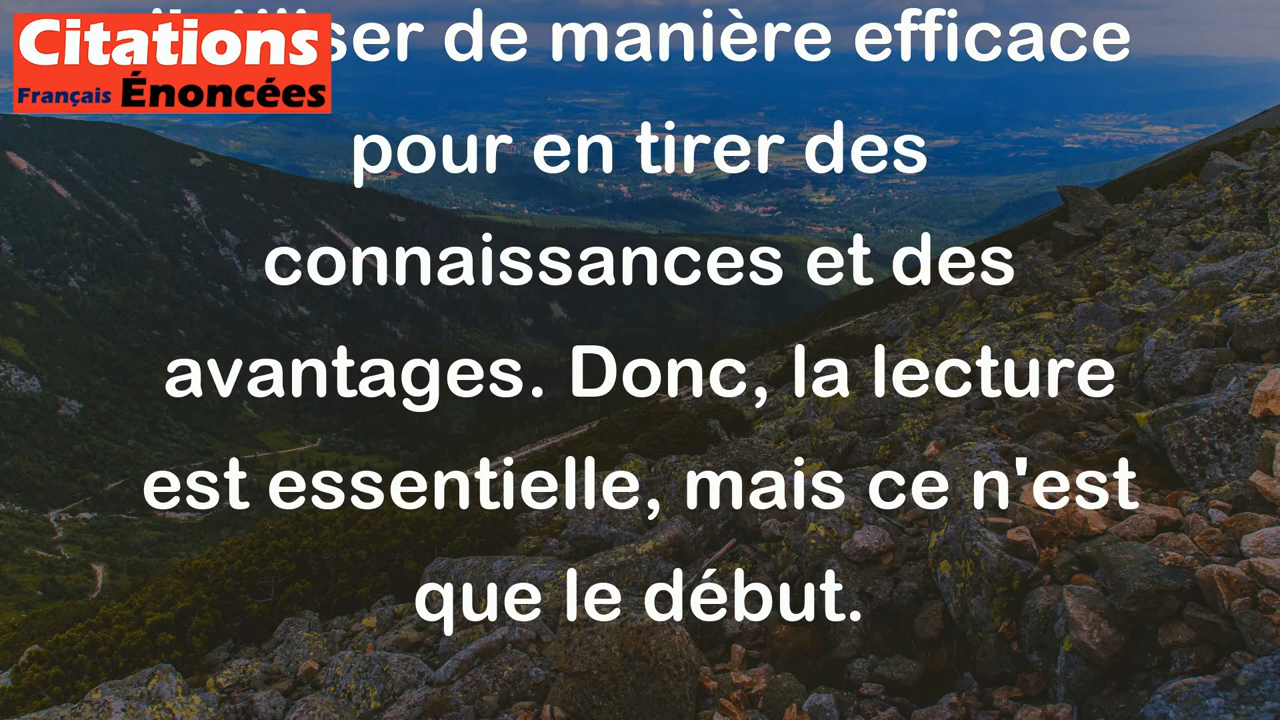 Citations
Français Énoncées
de manière efficace
pour en tirer des
connaissances et des
avantages. Donc, la lecture
est essentielle, mais ce n'est
que le début.